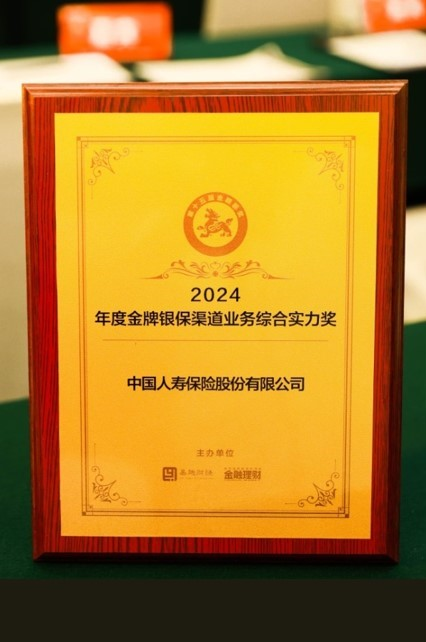 2024
年度金牌银保渠道业务综合实力奖
中国人寿保险股份有限公司
主办单位
金融理财